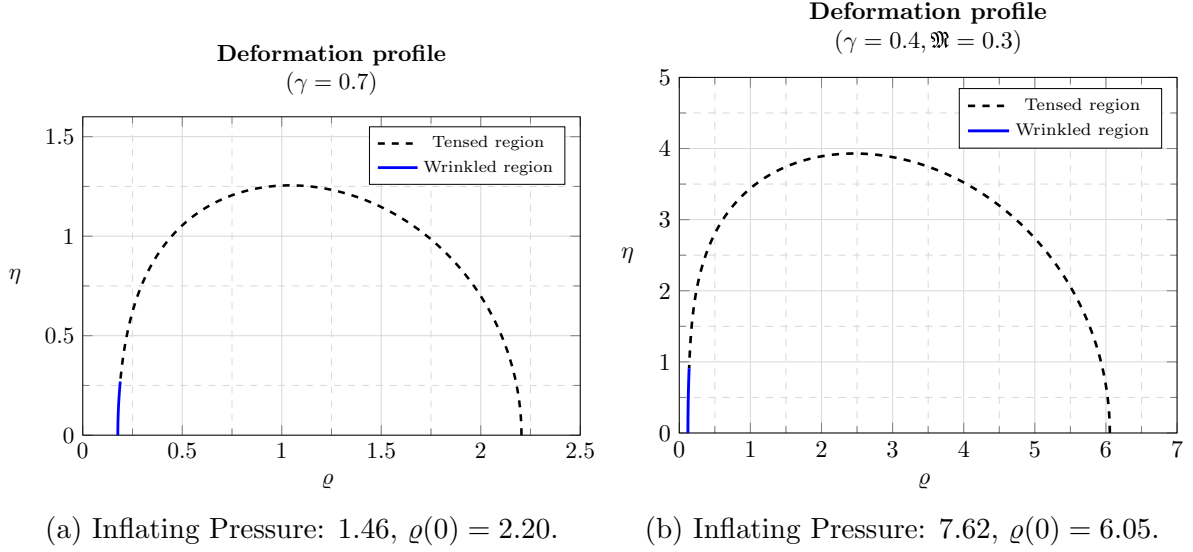 Deformation profile
(γ = 0.7)
1.5
1
0.5
0
η
0 0.5 1 1.5 2 2.5
ϱ
Tensed region
Wrinkled region
(a) Inflating Pressure: 1.46, ϱ(0) = 2.20.
Deformation profile
(γ = 0.4, 𝕽 = 0.3)
5
4
3
2
1
0
η
0 1 2 3 4 5 6 7
ϱ
Tensed region
Wrinkled region
(b) Inflating Pressure: 7.62, ϱ(0) = 6.05.